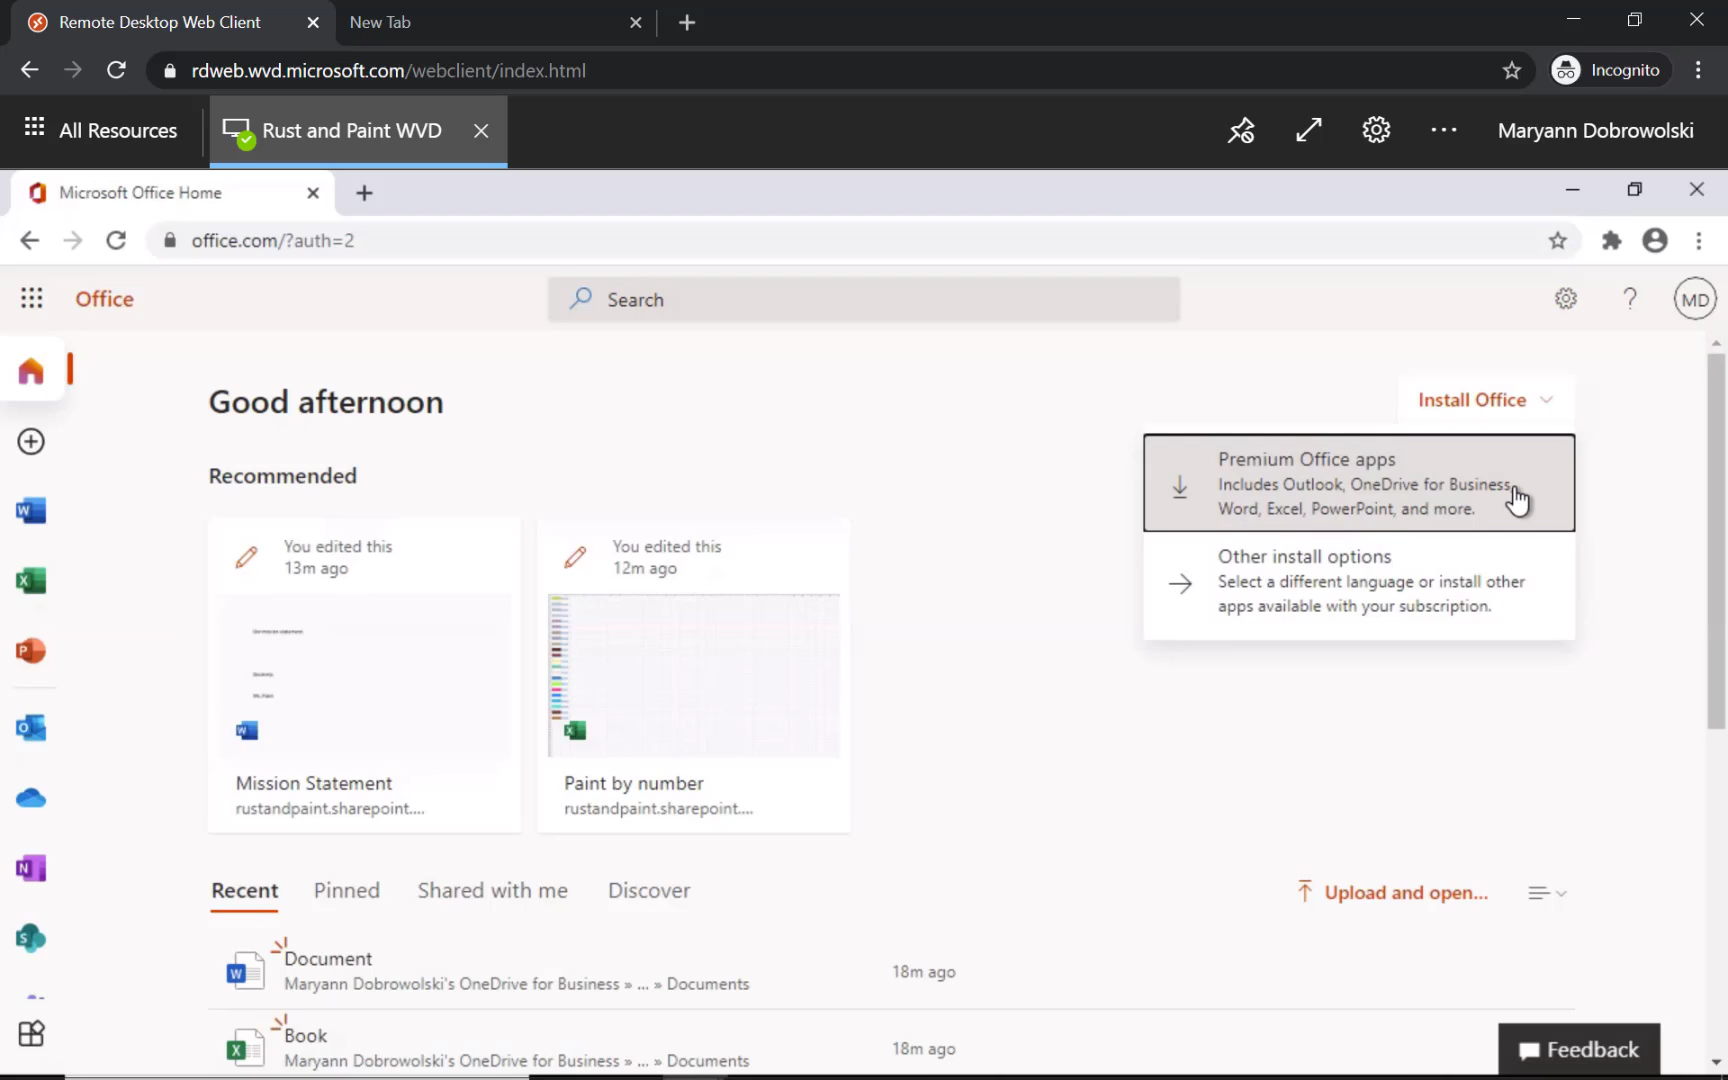 Remote Desktop Web Client
New Tab
rdweb.wvd.microsoft.com/webclient/index.html
Incognito
All Resources
Rust and Paint WVD
Maryann Dobrowolski
Microsoft Office Home
office.com/?auth=2
Office
Search
MD
Good afternoon
Install Office
Premium Office apps
Includes Outlook, OneDrive for Business,
Word, Excel, PowerPoint, and more.
Other install options
Select a different language or install other
apps available with your subscription.
Recommended
You edited this
13m ago
You edited this
12m ago
Mission Statement
rustandpaint.sharepoint....
Paint by number
rustandpaint.sharepoint....
Recent
Pinned
Shared with me
Discover
Upload and open...
Document
Maryann Dobrowolski's OneDrive for Business » ... » Documents
18m ago
Book
Maryann Dobrowolski's OneDrive for Business » ... » Documents
18m ago
Feedback